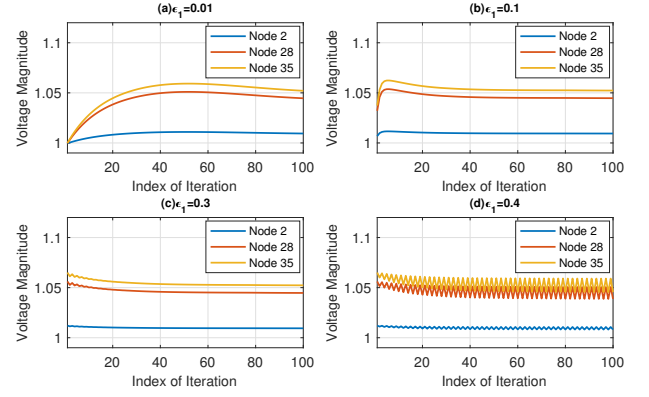 (a)ϵ1=0.01
Voltage Magnitude
1.1
1.05
1
Node 2
Node 28
Node 35
20 40 60 80 100
Index of Iteration
(b)ϵ1=0.1
Voltage Magnitude
1.1
1.05
1
Node 2
Node 28
Node 35
20 40 60 80 100
Index of Iteration
(c)ϵ1=0.3
Voltage Magnitude
1.1
1.05
1
Node 2
Node 28
Node 35
20 40 60 80 100
Index of Iteration
(d)ϵ1=0.4
Voltage Magnitude
1.1
1.05
1
Node 2
Node 28
Node 35
20 40 60 80 100
Index of Iteration